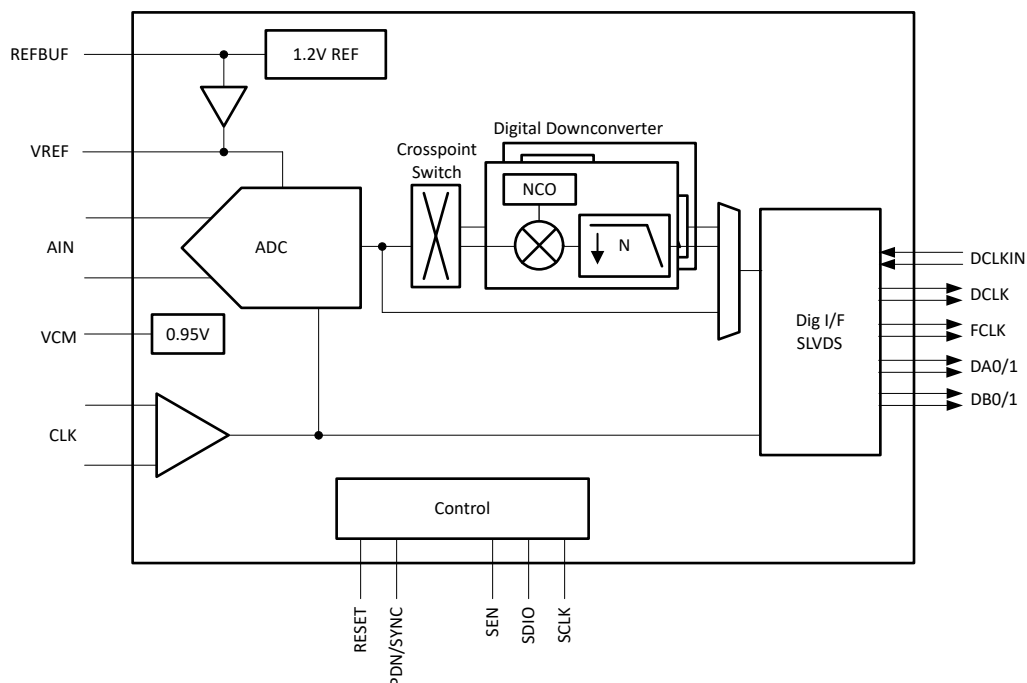 REFBUF
1.2V REF
VREF
Digital Downconverter
Crosspoint
Switch
NCO
AIN
ADC
N
DCLKIN
DCLK
VCM
0.95V
Dig I/F
SLVDS
FCLK
DA0/1
DB0/1
CLK
Control
RESET
PDN/SYNC
SEN
SDIO
SCLK